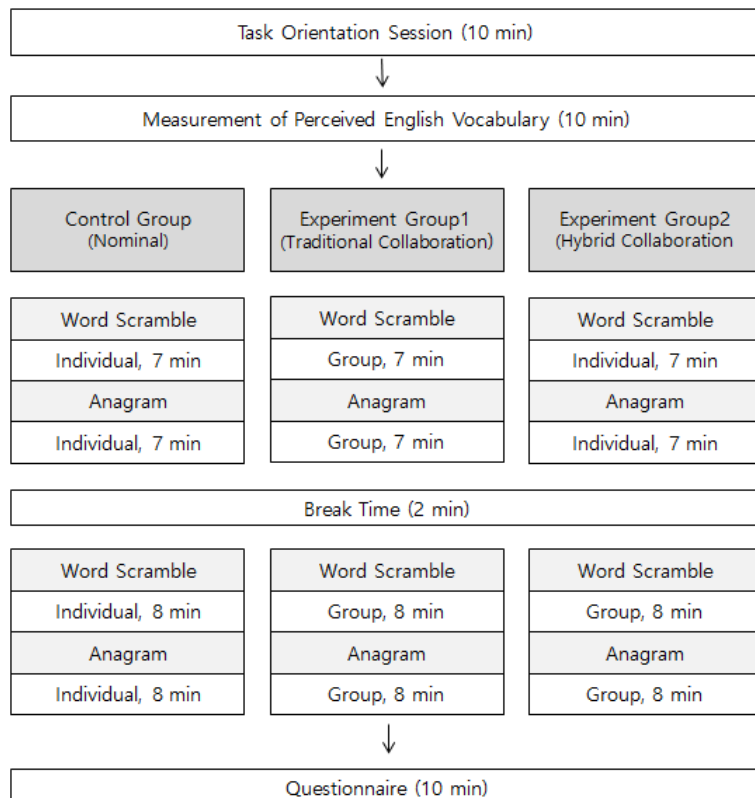 Task Orientation Session (10 min)
Measurement of Perceived English Vocabulary (10 min)
Control Group
(Nominal)
Experiment Group1
(Traditional Collaboration)
Experiment Group2
(Hybrid Collaboration
Word Scramble
Individual, 7 min
Anagram
Individual, 7 min
Word Scramble
Group, 7 min
Anagram
Group, 7 min
Word Scramble
Individual, 7 min
Anagram
Individual, 7 min
Break Time (2 min)
Word Scramble
Individual, 8 min
Anagram
Individual, 8 min
Word Scramble
Group, 8 min
Anagram
Group, 8 min
Word Scramble
Group, 8 min
Anagram
Group, 8 min
Questionnaire (10 min)